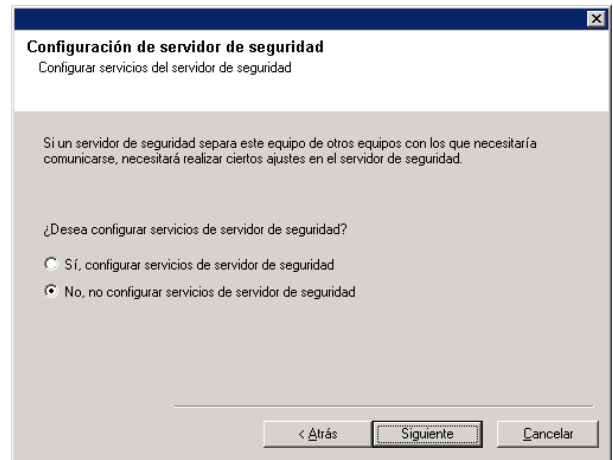 Configuración de servidor de seguridad
Configurar servicios del servidor de seguridad
Si un servidor de seguridad separa este equipo de otros equipos con los que necesitaría
comunicarse, necesitará realizar ciertos ajustes en el servidor de seguridad.
¿Desea configurar servicios de servidor de seguridad?
Sí, configurar servicios de servidor de seguridad
No, no configurar servicios de servidor de seguridad
< Atrás
Siguiente
Cancelar